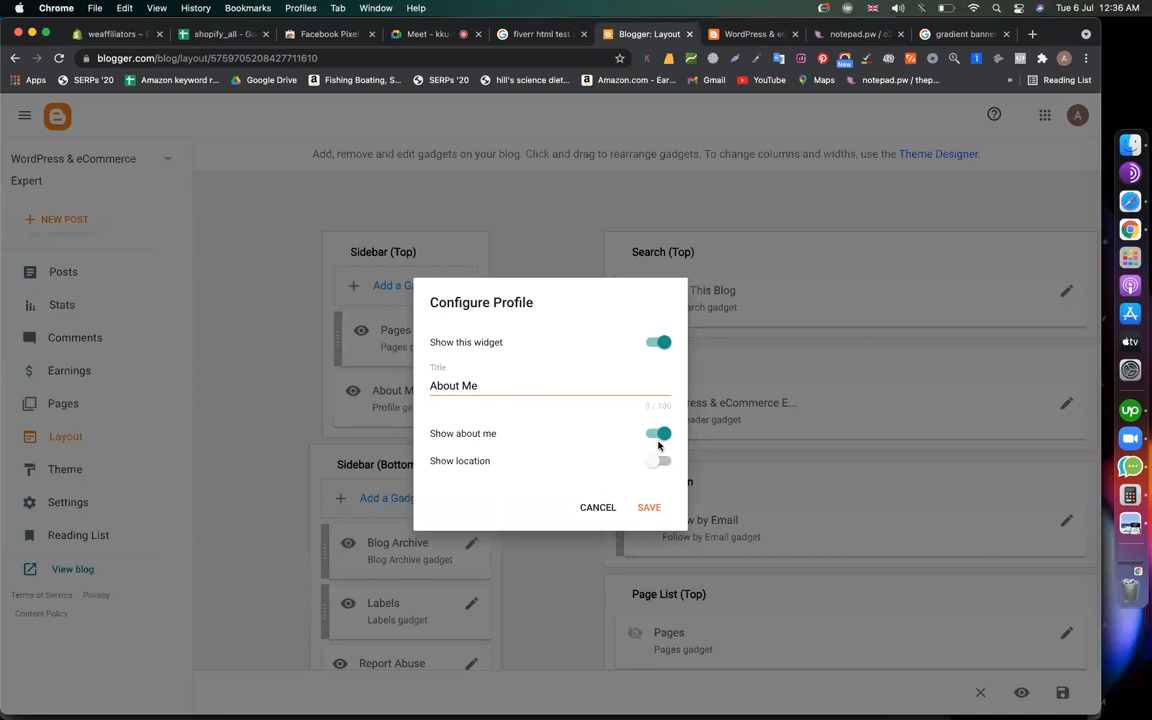 Chrome File Edit View History Bookmarks Profiles Tab Window Help Tue 6 Jul 12:36 AM
weaffiliators – E shopify_all - Go Facebook Pixel Meet – kku- fiverr html test Blogger: Layout WordPress & eC notepad.pw / c gradient banner
blogger.com/blog/layout/5759705208427711610
Apps SERPs '20 Amazon keyword r... Google Drive Fishing Boating, S... SERPs '20 hill's science diet... Amazon.com - Ear... Gmail YouTube Maps notepad.pw / the... » Reading List
New
A
WordPress & eCommerce
Expert
Add, remove and edit gadgets on your blog. Click and drag to rearrange gadgets. To change columns and widths, use the Theme Designer.
NEW POST
Posts
Stats
Comments
Earnings
Pages
Layout
Theme
Settings
Reading List
View blog
Terms of Service · Privacy ·
Content Policy
Sidebar (Top)
Add a Ga
Pages
Pages g
About M
Profile ga
Sidebar (Bottom
Add a Gadg
Blog Archive
Blog Archive gadget
Labels
Labels gadget
Report Abuse
Configure Profile
Show this widget
Title
About Me
8 / 100
Show about me
Show location
CANCEL SAVE
Search (Top)
This Blog
arch gadget
ress & eCommerce E...
eader gadget
n
Follow by Email
Follow by Email gadget
Page List (Top)
Pages
Pages gadget
tv
up